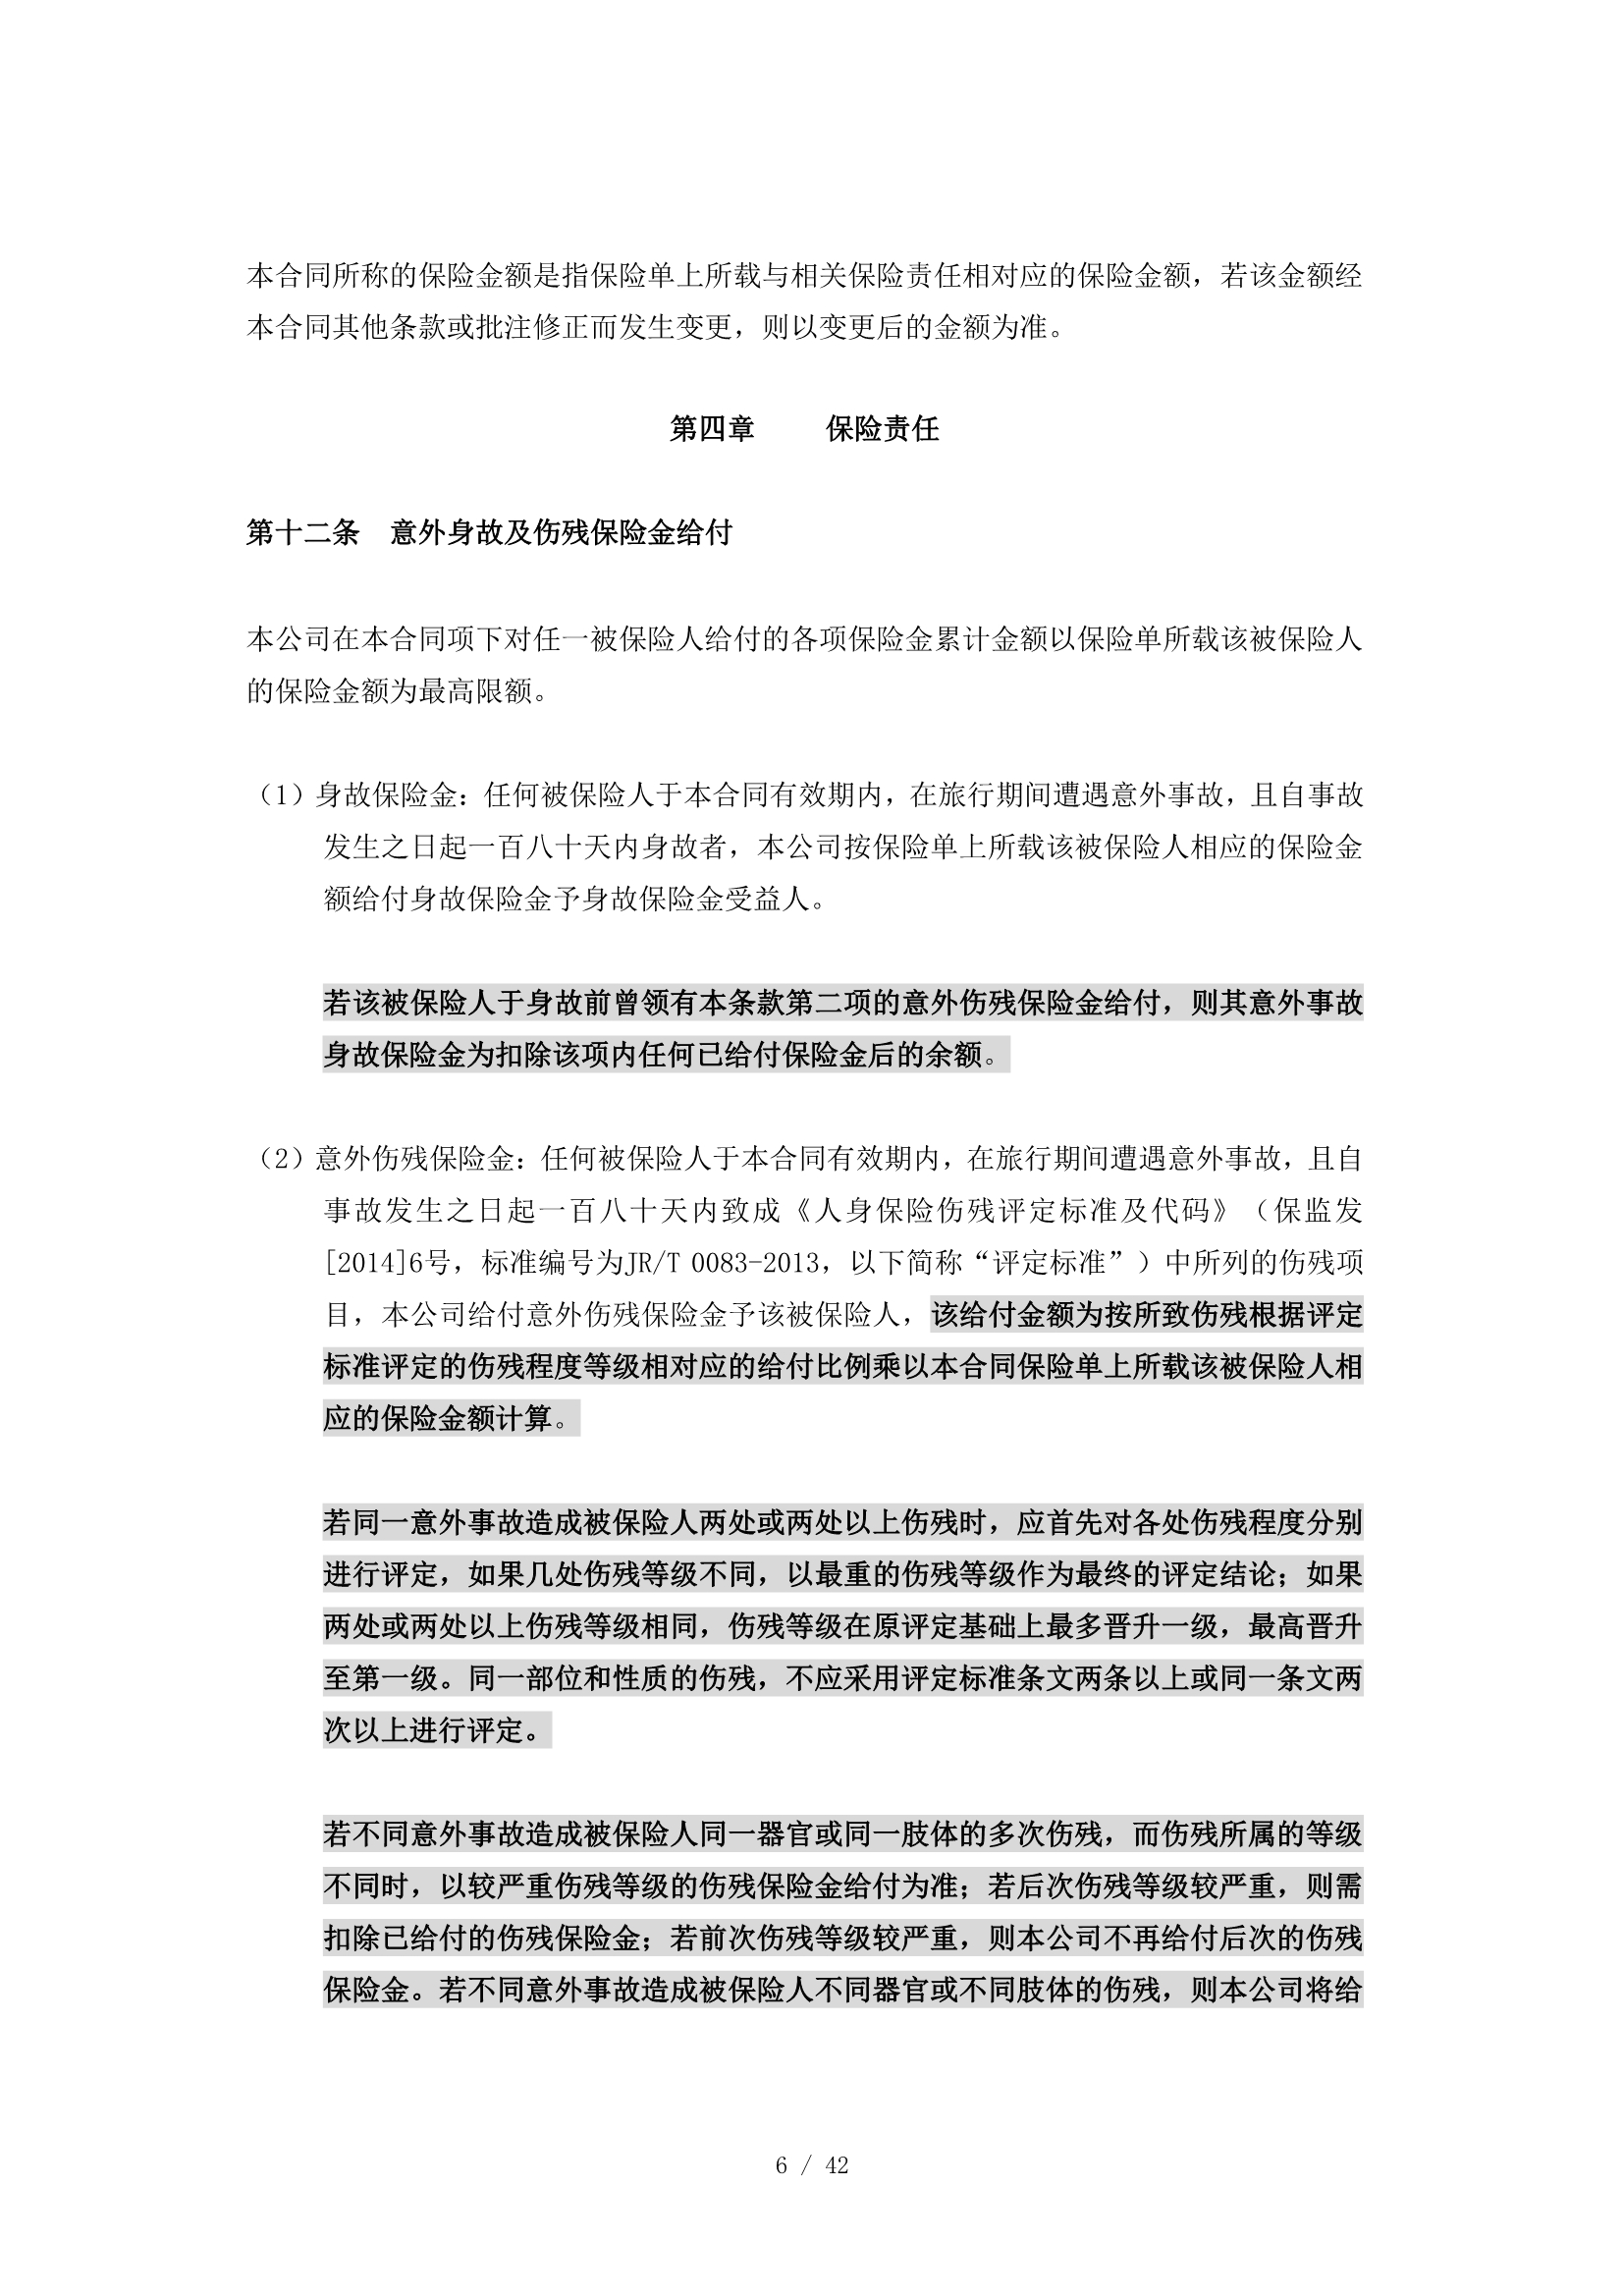 本合同所称的保险金额是指保险单上所载与相关保险责任相对应的保险金额，若该金额经
本合同其他条款或批注修正而发生变更，则以变更后的金额为准。
第四章 保险责任
第十二条 意外身故及伤残保险金给付
本公司在本合同项下对任一被保险人给付的各项保险金累计金额以保险单所载该被保险人
的保险金额为最高限额。
（1）身故保险金：任何被保险人于本合同有效期内，在旅行期间遭遇意外事故，且自事故
发生之日起一百八十天内身故者，本公司按保险单上所载该被保险人相应的保险金
额给付身故保险金予身故保险金受益人。
若该被保险人于身故前曾领有本条款第二项的意外伤残保险金给付，则其意外事故
身故保险金为扣除该项内任何已给付保险金后的余额。
（2）意外伤残保险金：任何被保险人于本合同有效期内，在旅行期间遭遇意外事故，且自
事故发生之日起一百八十天内致成《人身保险伤残评定标准及代码》（保监发
[2014]6号，标准编号为JR/T 0083-2013，以下简称“评定标准”）中所列的伤残项
目，本公司给付意外伤残保险金予该被保险人，该给付金额为按所致伤残根据评定
标准评定的伤残程度等级相对应的给付比例乘以本合同保险单上所载该被保险人相
应的保险金额计算。
若同一意外事故造成被保险人两处或两处以上伤残时，应首先对各处伤残程度分别
进行评定，如果几处伤残等级不同，以最重的伤残等级作为最终的评定结论；如果
两处或两处以上伤残等级相同，伤残等级在原评定基础上最多晋升一级，最高晋升
至第一级。同一部位和性质的伤残，不应采用评定标准条文两条以上或同一条文两
次以上进行评定。
若不同意外事故造成被保险人同一器官或同一肢体的多次伤残，而伤残所属的等级
不同时，以较严重伤残等级的伤残保险金给付为准；若后次伤残等级较严重，则需
扣除已给付的伤残保险金；若前次伤残等级较严重，则本公司不再给付后次的伤残
保险金。若不同意外事故造成被保险人不同器官或不同肢体的伤残，则本公司将给
6 / 42